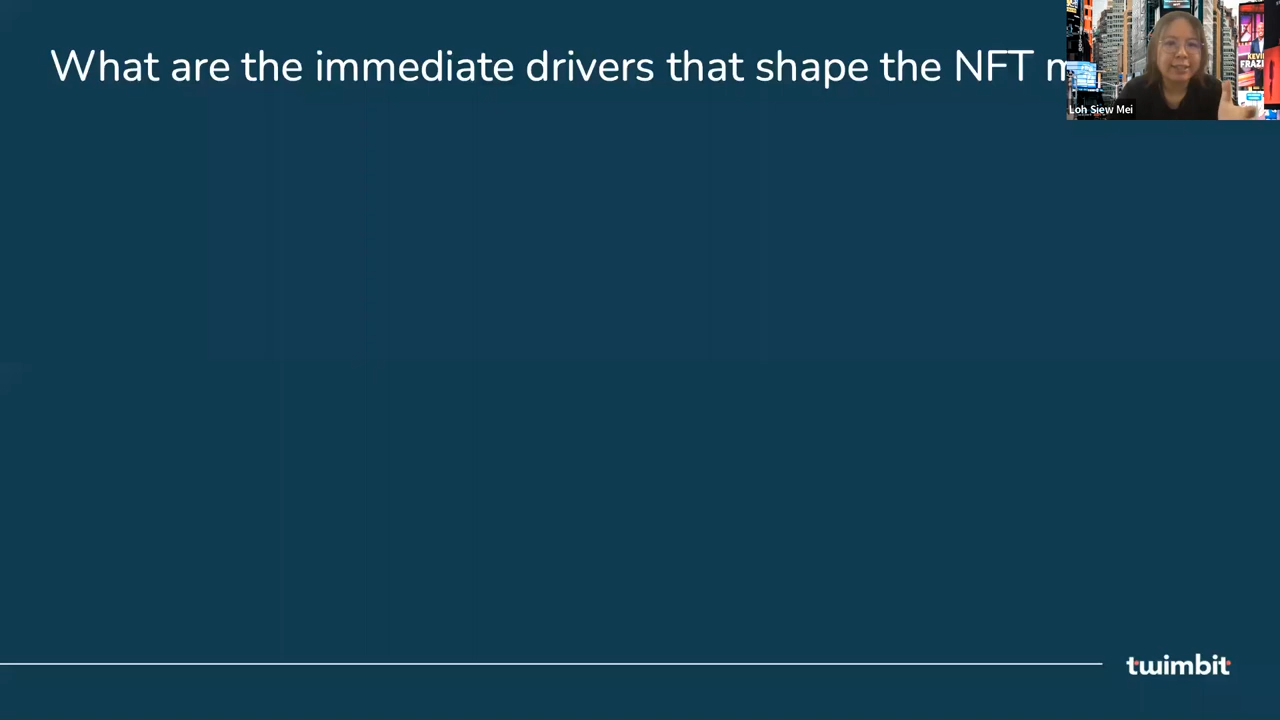 What are the immediate drivers that shape the NFT
Loh Siew Mei
twimbit